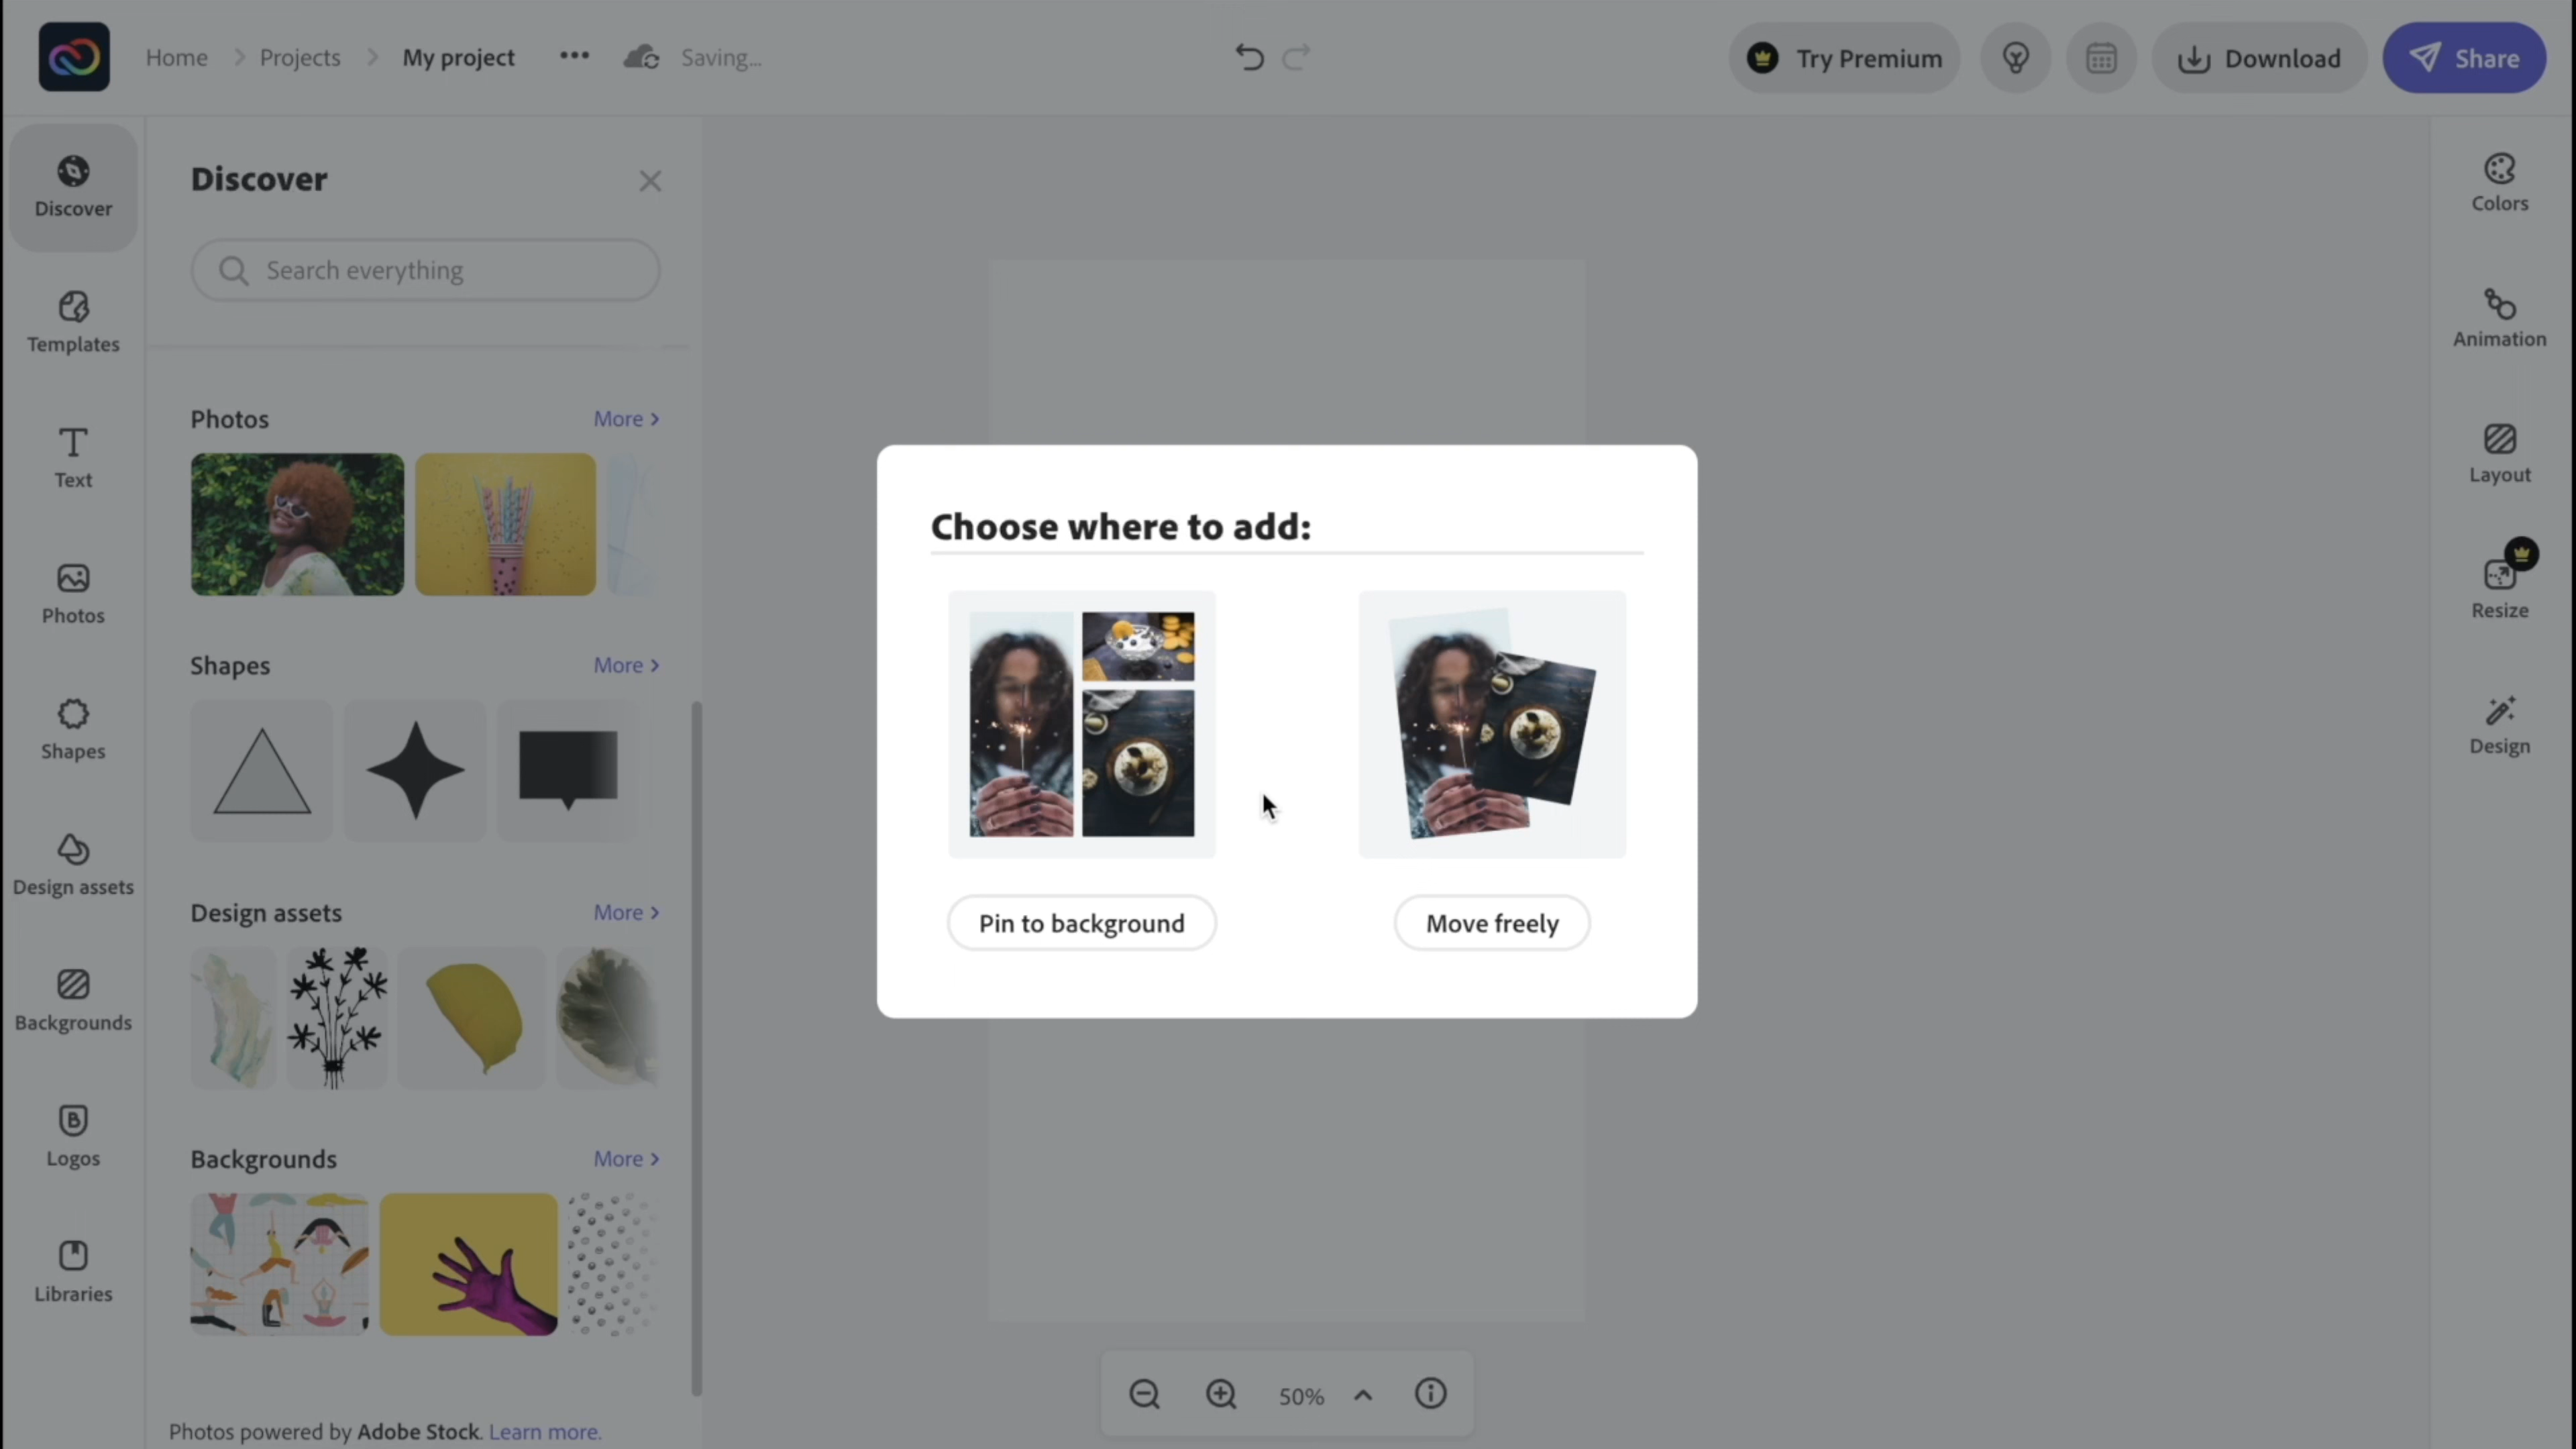 Home
Projects
My project
Saving...
Try Premium
Download
Share
Discover
Templates
Text
Photos
Shapes
Design assets
Backgrounds
B
Logos
Libraries
Discover
Search everything
Photos
More
Shapes
More
Design assets
More
Backgrounds
More
Photos powered by Adobe Stock. Learn more.
Choose where to add:
Pin to background
Move freely
50%
Colors
Animation
Layout
Resize
Design